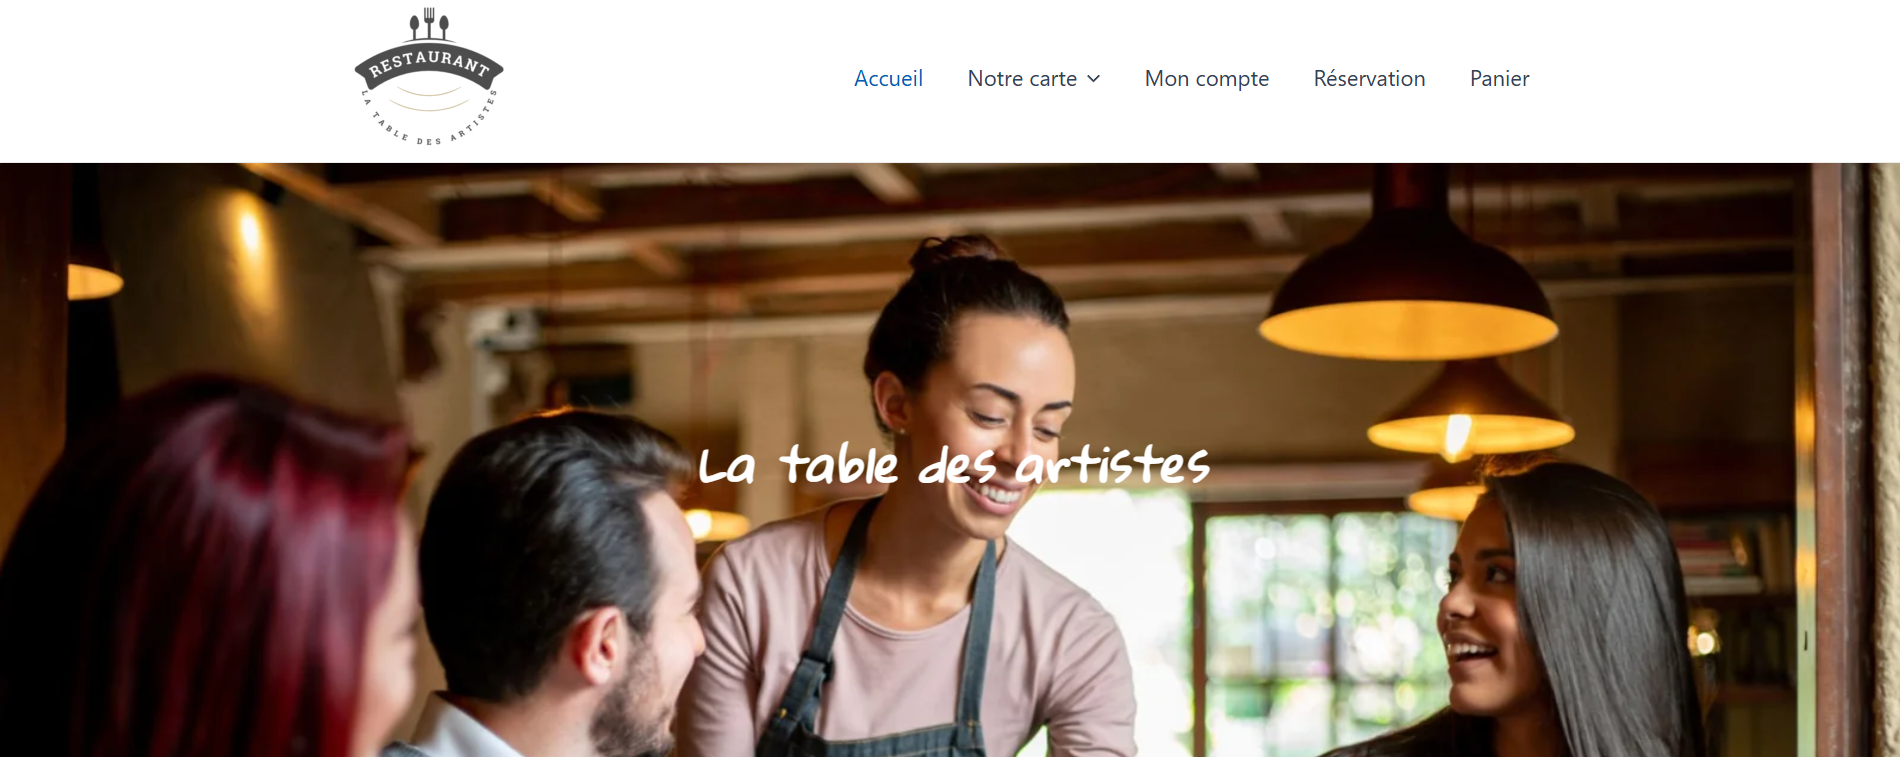 RESTAURANT
LA TABLE DES ARTISTES
Accueil
Notre carte
Mon compte
Réservation
Panier
La table des artistes